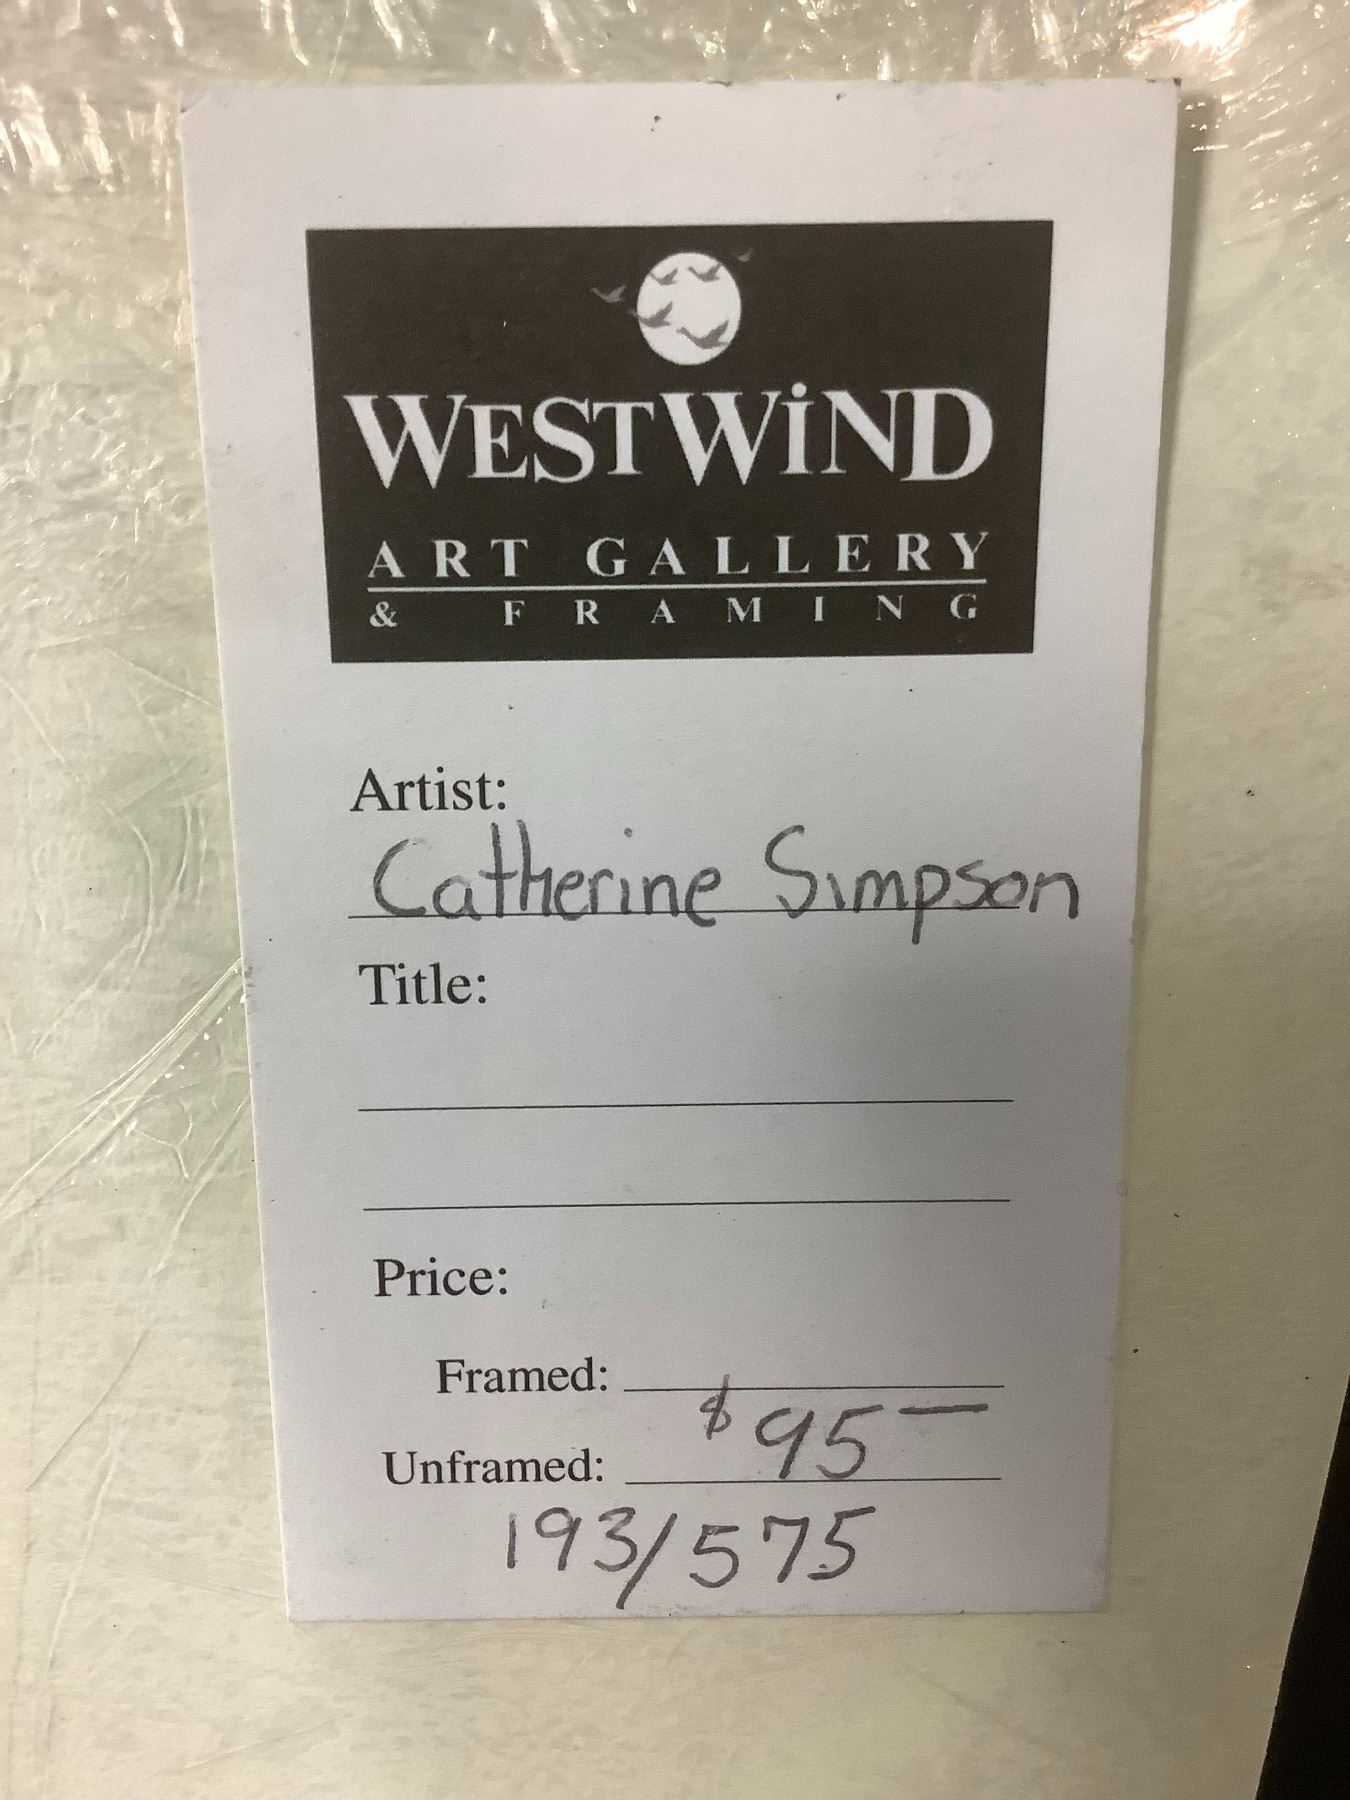 WESTWIND
ART GALLERY
& FRAMING
Artist:
Catherine Simpson
Title:
Price:
Framed:
Unframed: $95—
193/575